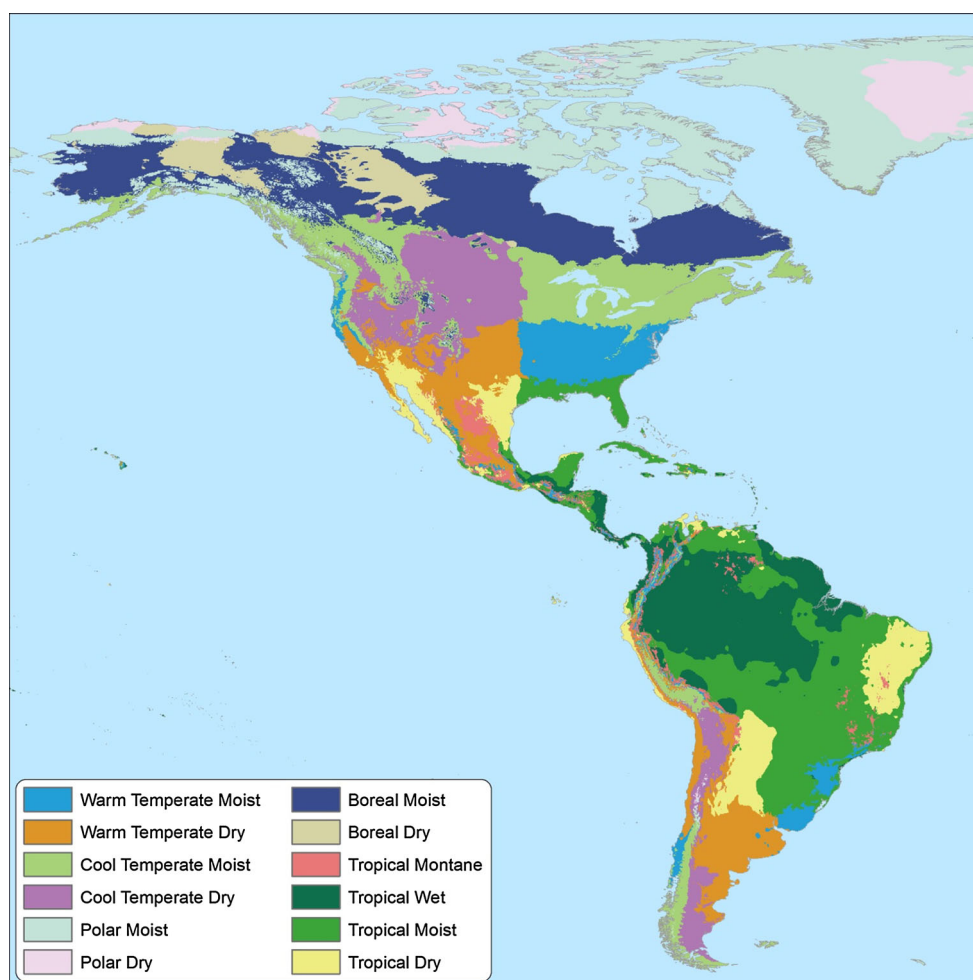 Warm Temperate Moist
Warm Temperate Dry
Cool Temperate Moist
Cool Temperate Dry
Polar Moist
Polar Dry
Boreal Moist
Boreal Dry
Tropical Montane
Tropical Wet
Tropical Moist
Tropical Dry